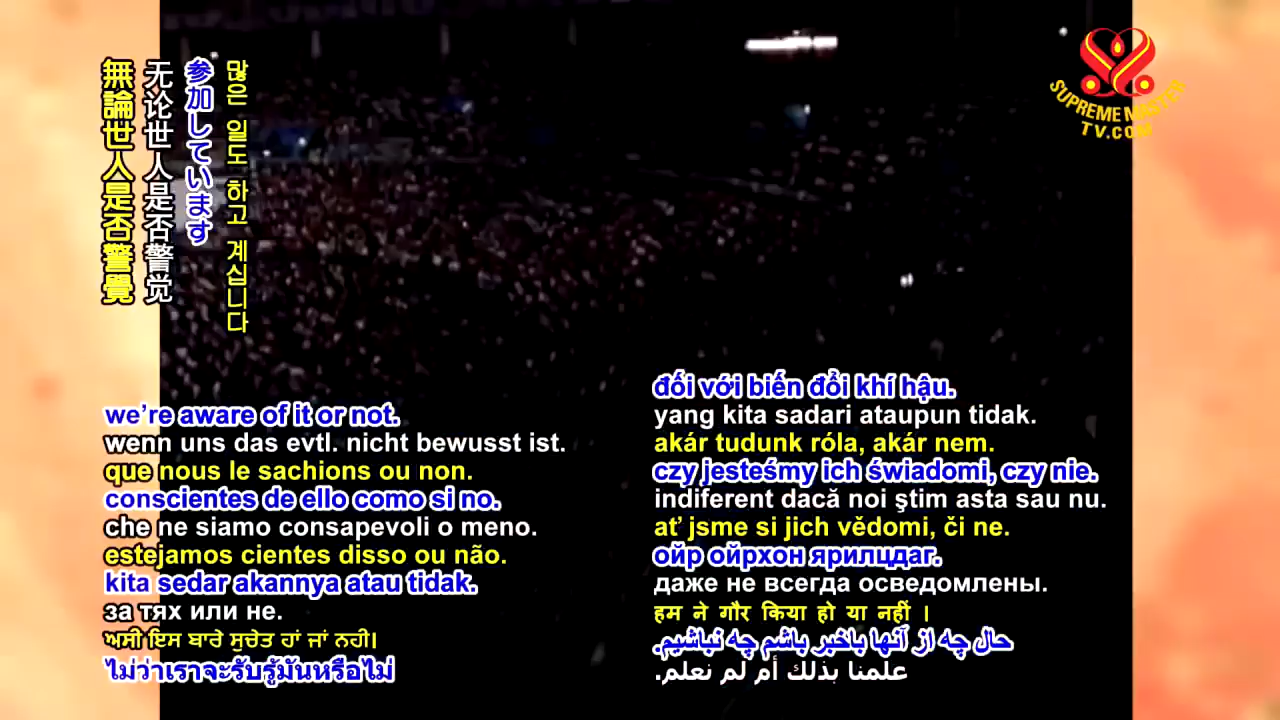 無論世人是否警覺
无论世人是否警觉
参加しています
많은 일도 하고 계십니다
SUPREME MASTER
TV.COM
we're aware of it or not.
wenn uns das evtl. nicht bewusst ist.
que nous le sachions ou non.
conscientes de ello como si no.
che ne siamo consapevoli o meno.
estejamos cientes disso ou não.
kita sedar akannya atau tidak.
за тях или не.
ਅਸੀ ਇਸ ਬਾਰੇ ਸੁਚੇਤ ਹਾਂ ਜਾਂ ਨਹੀ।
ไม่ว่าเราจะรับรู้มันหรือไม่
đối với biến đổi khí hậu.
yang kita sadari ataupun tidak.
akár tudunk róla, akár nem.
czy jesteśmy ich świadomi, czy nie.
indiferent dacă noi ştim asta sau nu.
ať jsme si jich vědomi, či ne.
ойр ойрхон ярилцдаг.
даже не всегда осведомлены.
हम ने गौर किया हो या नहीं ।
حال چه از آنها باخبر باشم چه نباشیم.
علمنا بذلك أم لم نعلم.